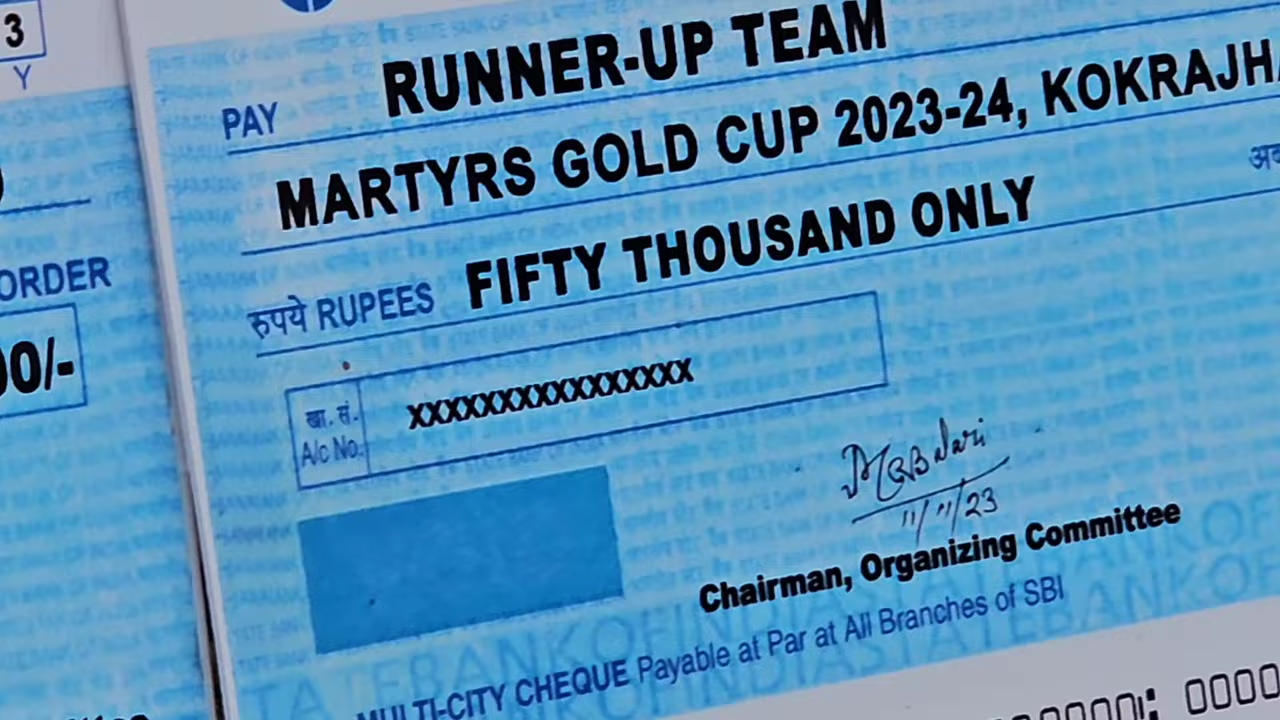 3
Y
ORDER
00/-
PAY RUNNER-UP TEAM
MARTYRS GOLD CUP 2023-24,
रुपये RUPEES FIFTY THOUSAND ONLY
खा. सं.
A/c No.
XXXXXXXXXXXXXXXX
11/11/23
Chairman, Organizing Committee
MULTI-CITY CHEQUE Payable at Par at All Branches of SBI